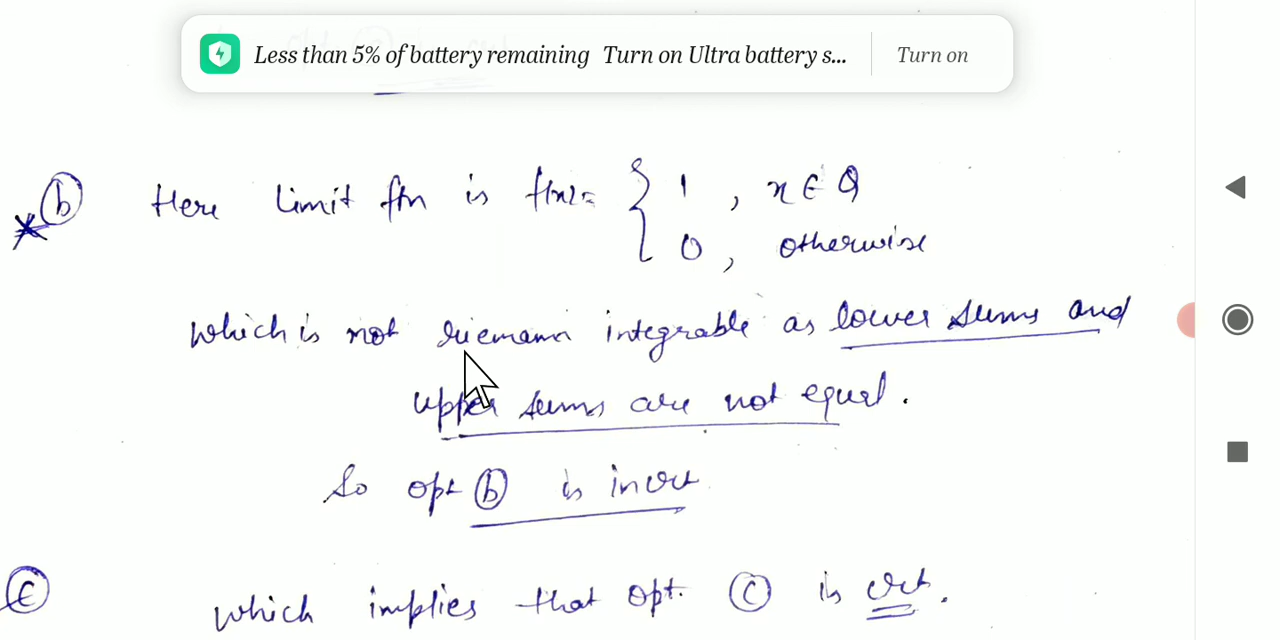 Less than 5% of battery remaining Turn on Ultra battery s... Turn on
b Here limit ftn is f(x)= { 1 , x ∈ Q
0 , otherwise
which is not riemann integrable as lower sums and
upper sums are not equal.
So opt b is incrt
c which implies that opt. c is crt.